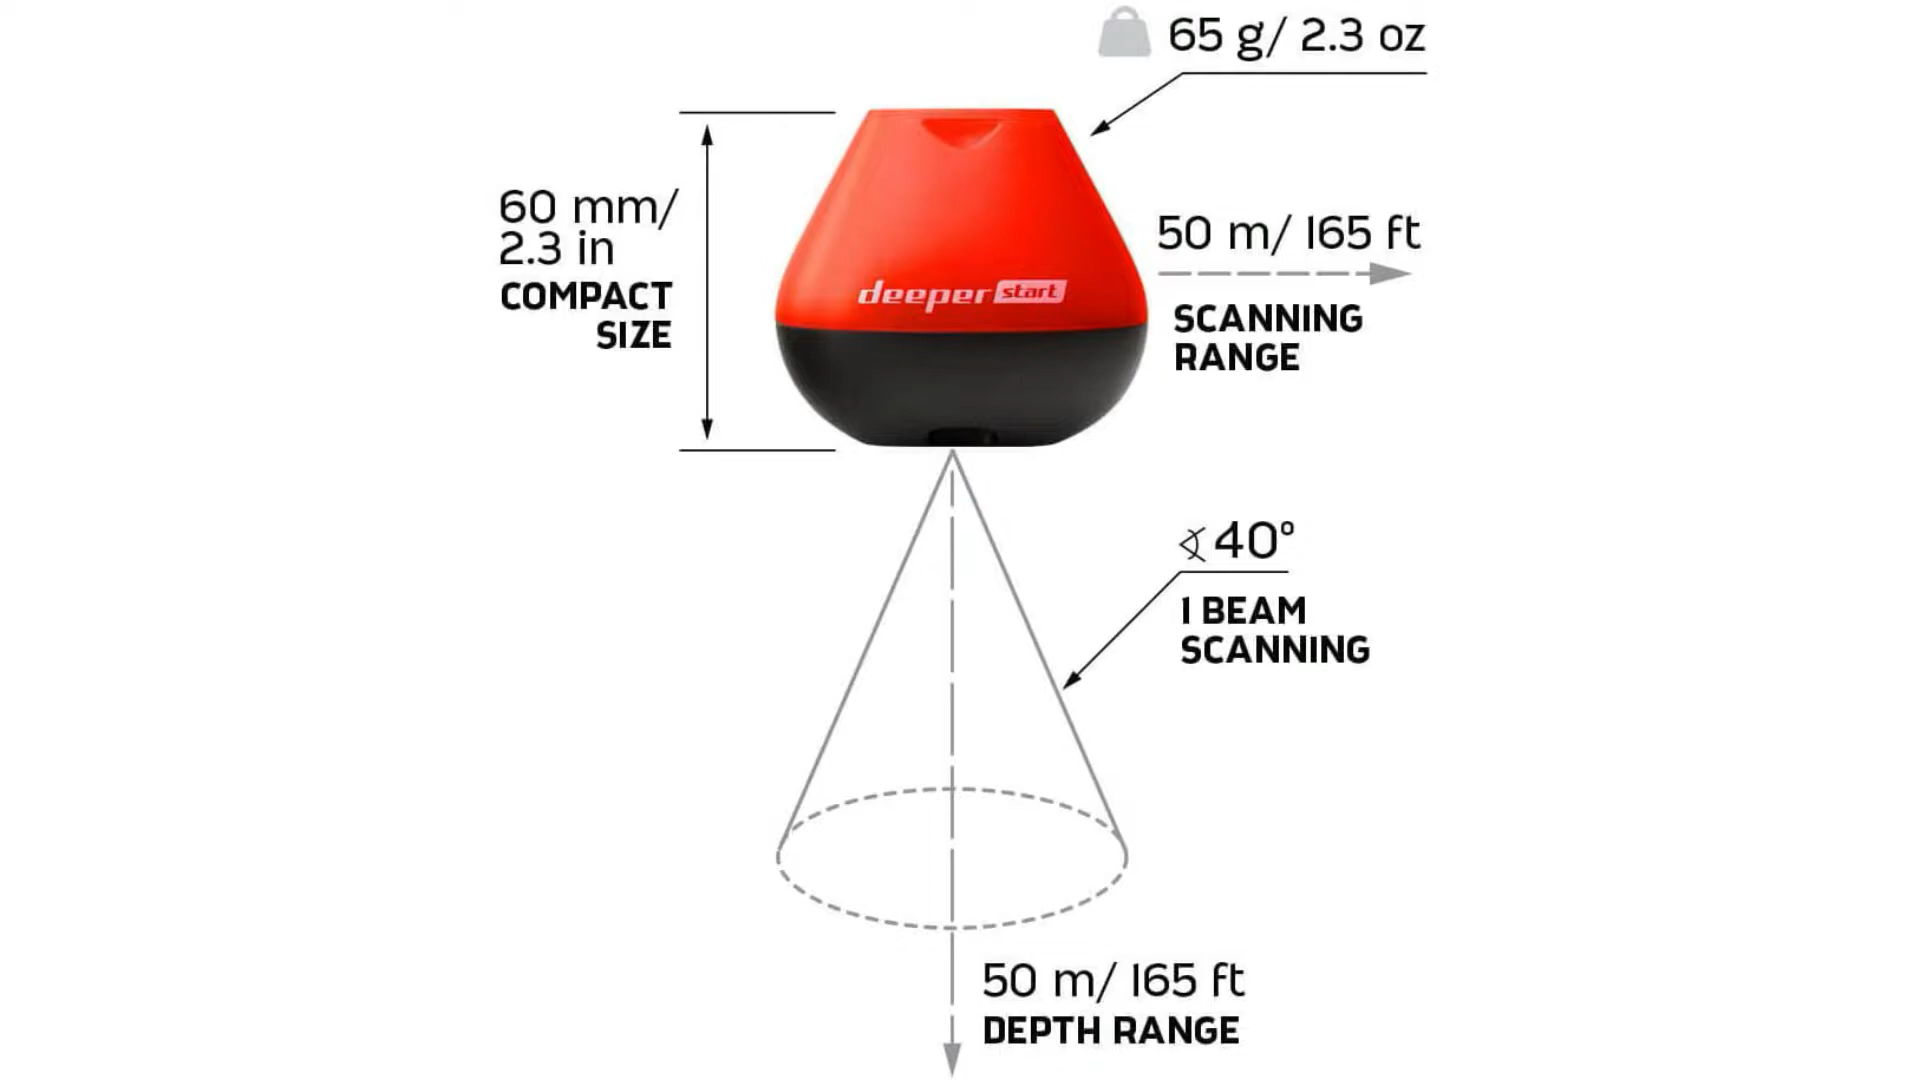 65 g/ 2.3 oz
60 mm/
2.3 in
COMPACT
SIZE
50 m/ 165 ft
SCANNING
RANGE
deeper start
∢40°
1 BEAM
SCANNING
50 m/ 165 ft
DEPTH RANGE